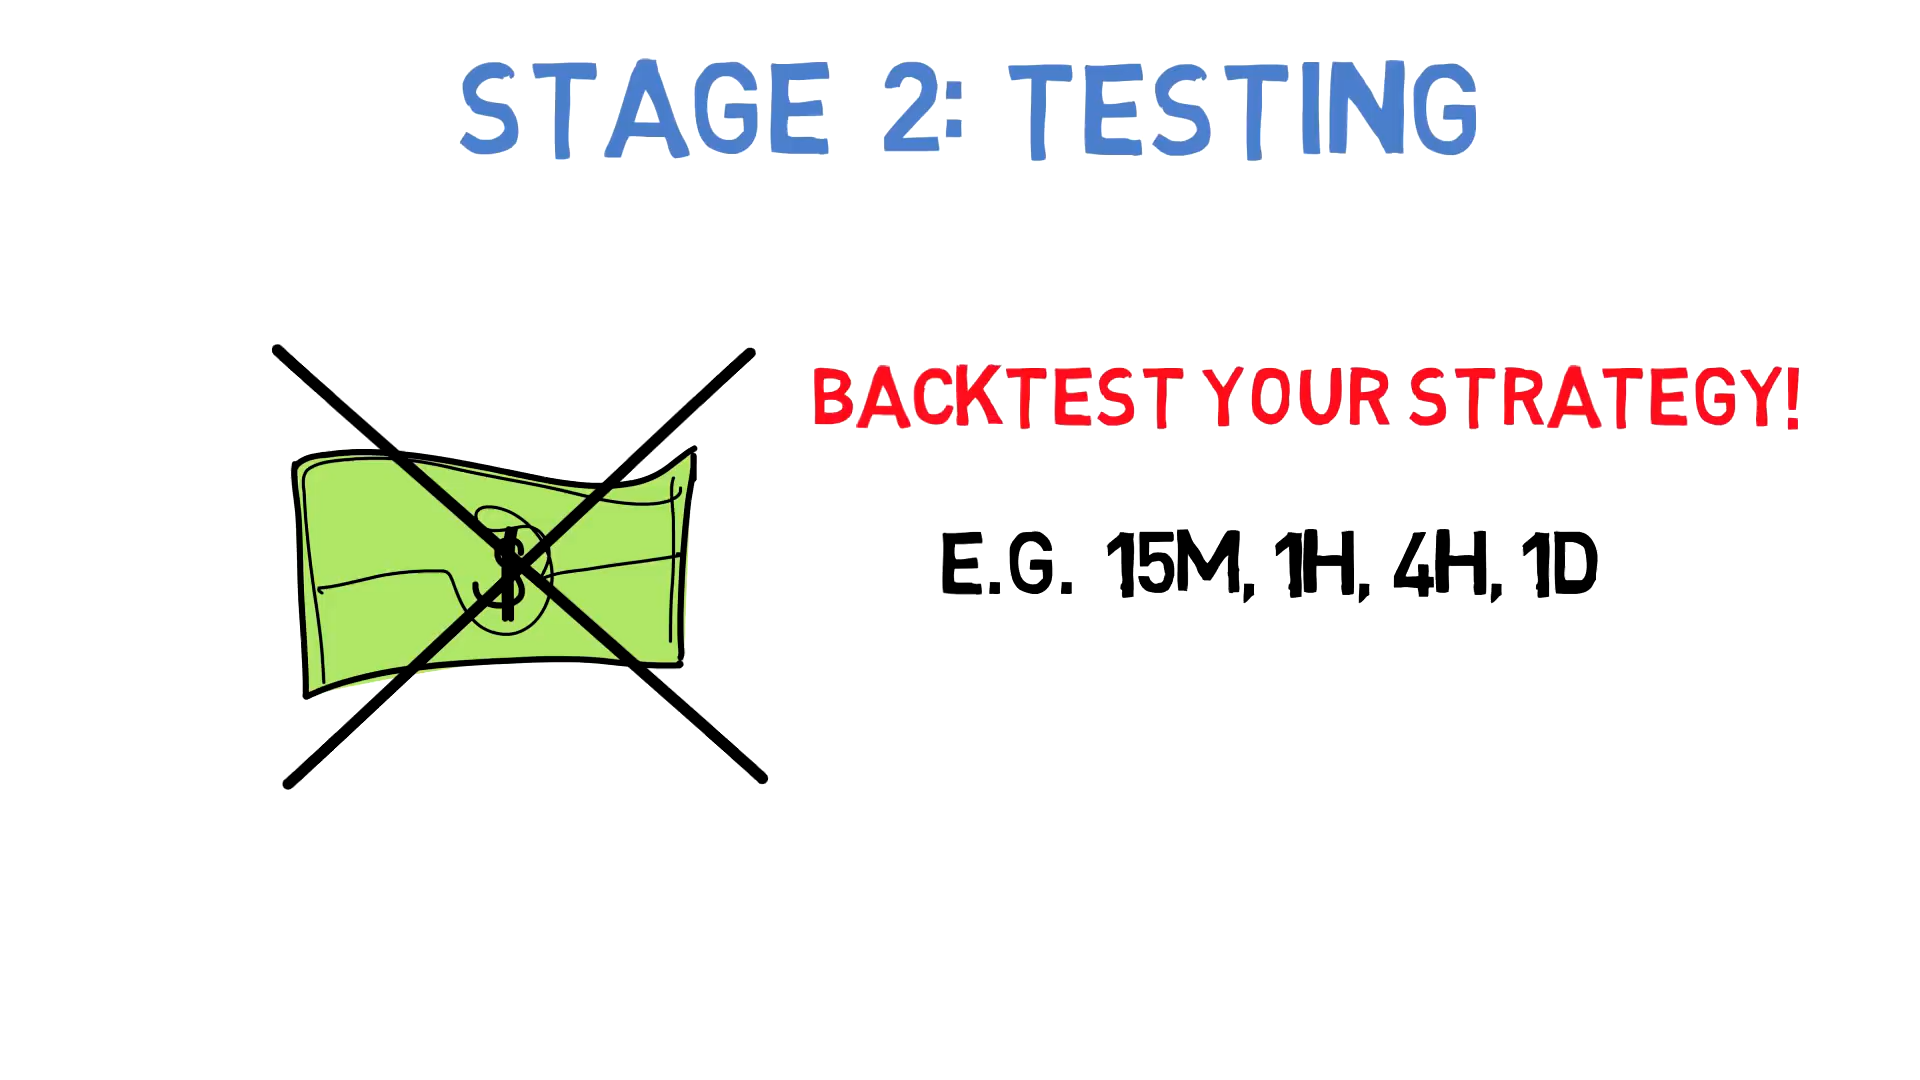 STAGE 2: TESTING
BACKTEST YOUR STRATEGY!
$
E.G. 15M, 1H, 4H, 1D